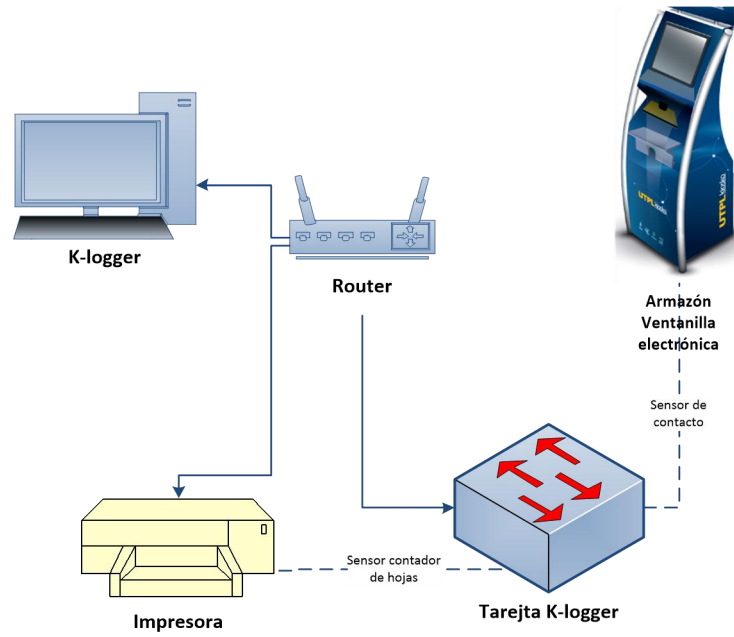 K-logger
Router
UTPL
UTPL
Armazón
Ventanilla
electrónica
Sensor de
contacto
Sensor contador
de hojas
Impresora
Tarejta K-logger